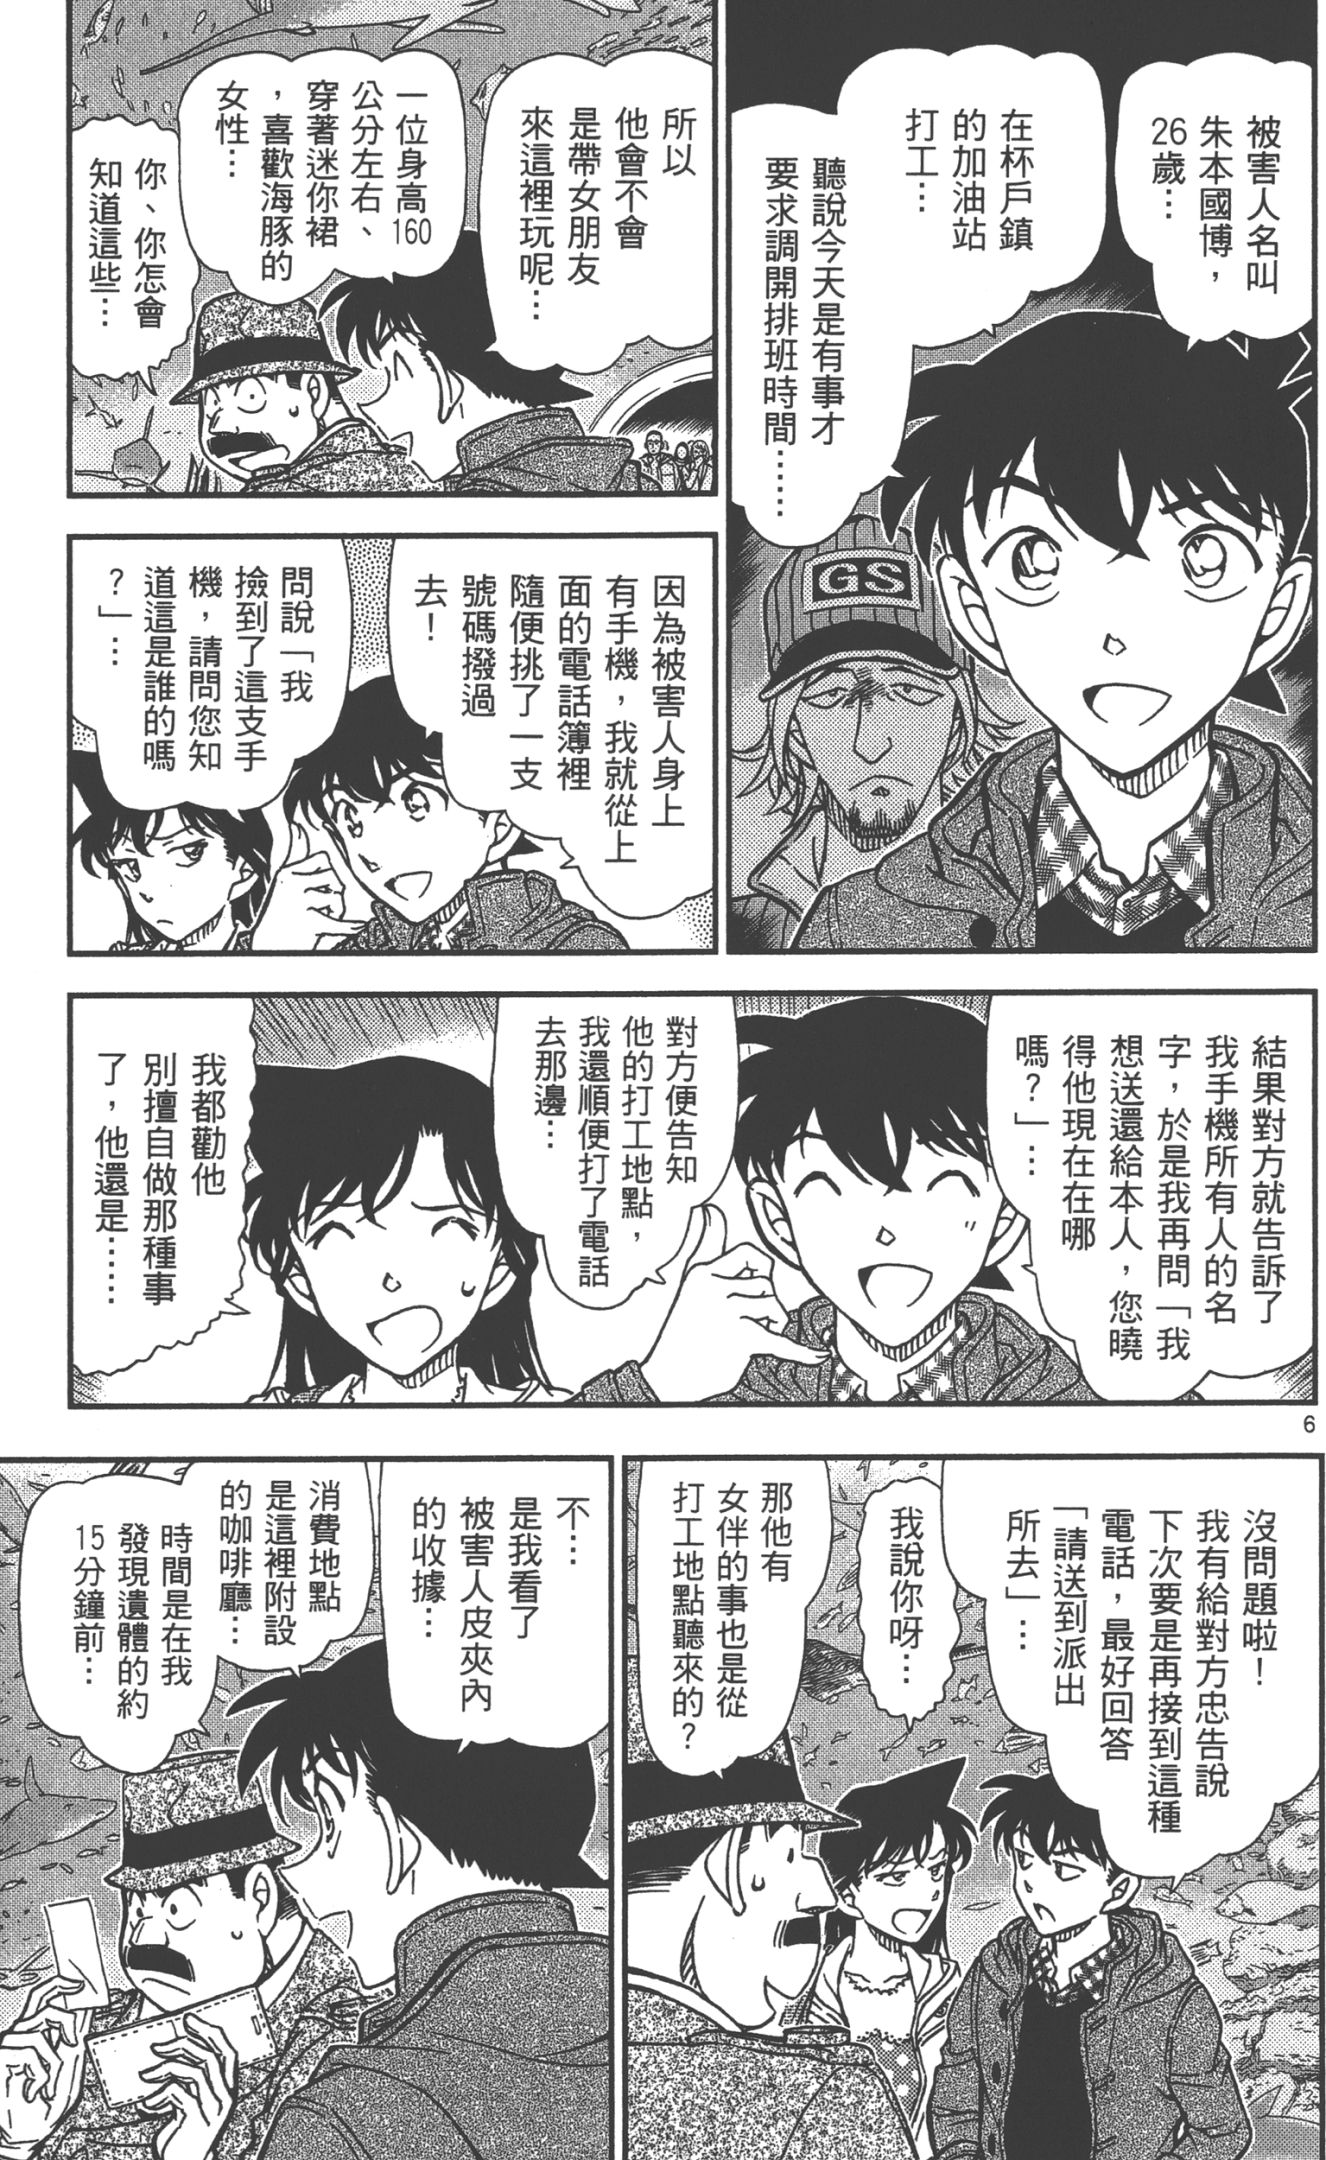 被害人名叫
朱本國博，
26歲…
在杯戶鎮
的加油站
打工…
聽說今天是有事才
要求調開排班時間……
GS
所以
他會不會
是帶女朋友
來這裡玩呢…
一位身高160
公分左右、
穿著迷你裙
，喜歡海豚的
女性…
你、你怎會
知道這些…
因為被害人身上
有手機，我就從上
面的電話簿裡
隨便挑了一支
號碼撥過
去！
問說「我
撿到了這支手
機，請問您知
道這是誰的嗎
？」…
結果對方就告訴了
我手機所有人的名
字，於是我再問「我
想送還給本人，您曉
得他現在在哪
嗎？」…
對方便告知
他的打工地點，
我還順便打了電話
去那邊…
我都勸他
別擅自做那種事
了，他還是……
6
沒問題啦！
我有給對方忠告說
下次要是再接到這種
電話，最好回答
「請送到派出
所去」…
我說你呀…
那他有
女伴的事也是從
打工地點聽來的？
不…
是我看了
被害人皮夾內
的收據…
消費地點
是這裡附設
的咖啡廳…
時間是在我
發現遺體的約
15分鐘前…